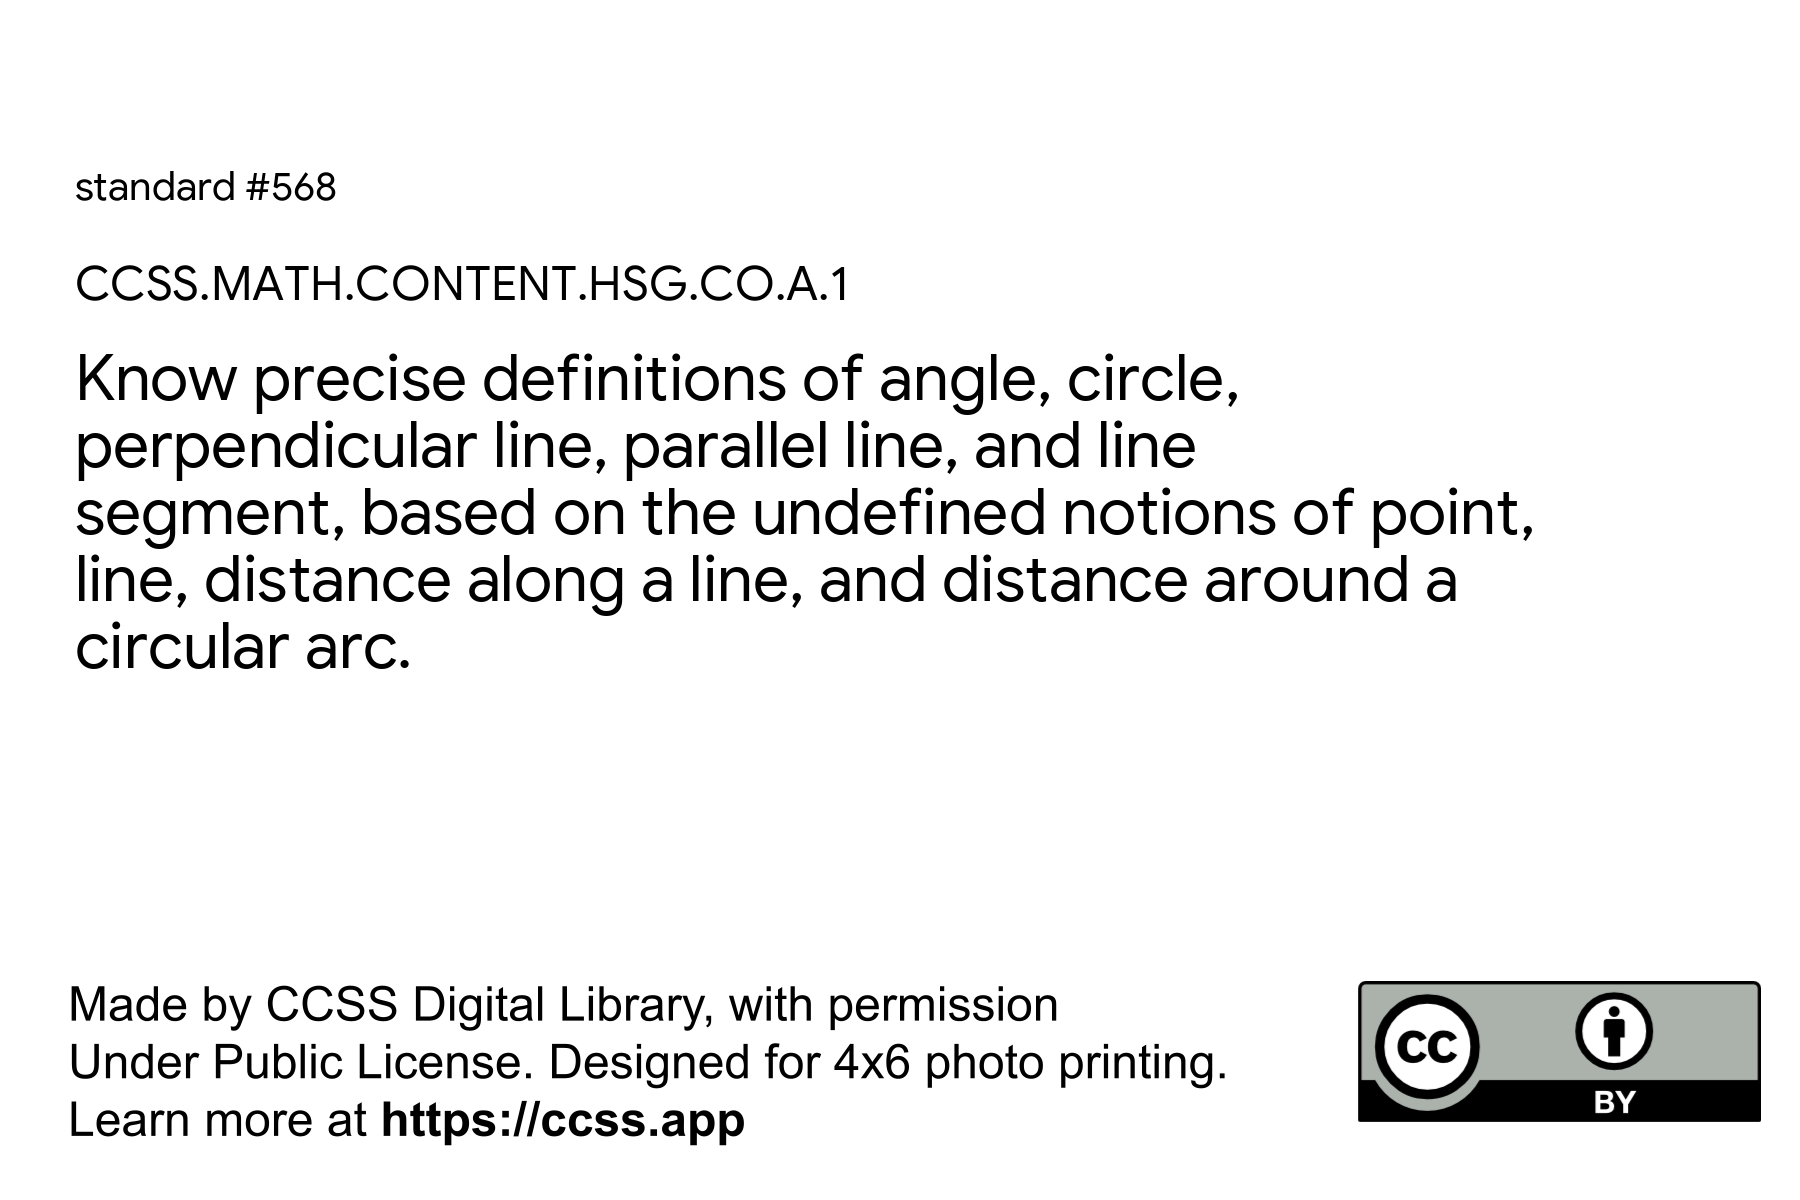 standard #568
CCSS.MATH.CONTENT.HSG.CO.A.1
Know precise definitions of angle, circle,
perpendicular line, parallel line, and line
segment, based on the undefined notions of point,
line, distance along a line, and distance around a
circular arc.
Made by CCSS Digital Library, with permission
Under Public License. Designed for 4x6 photo printing.
Learn more at https://ccss.app
cc
BY